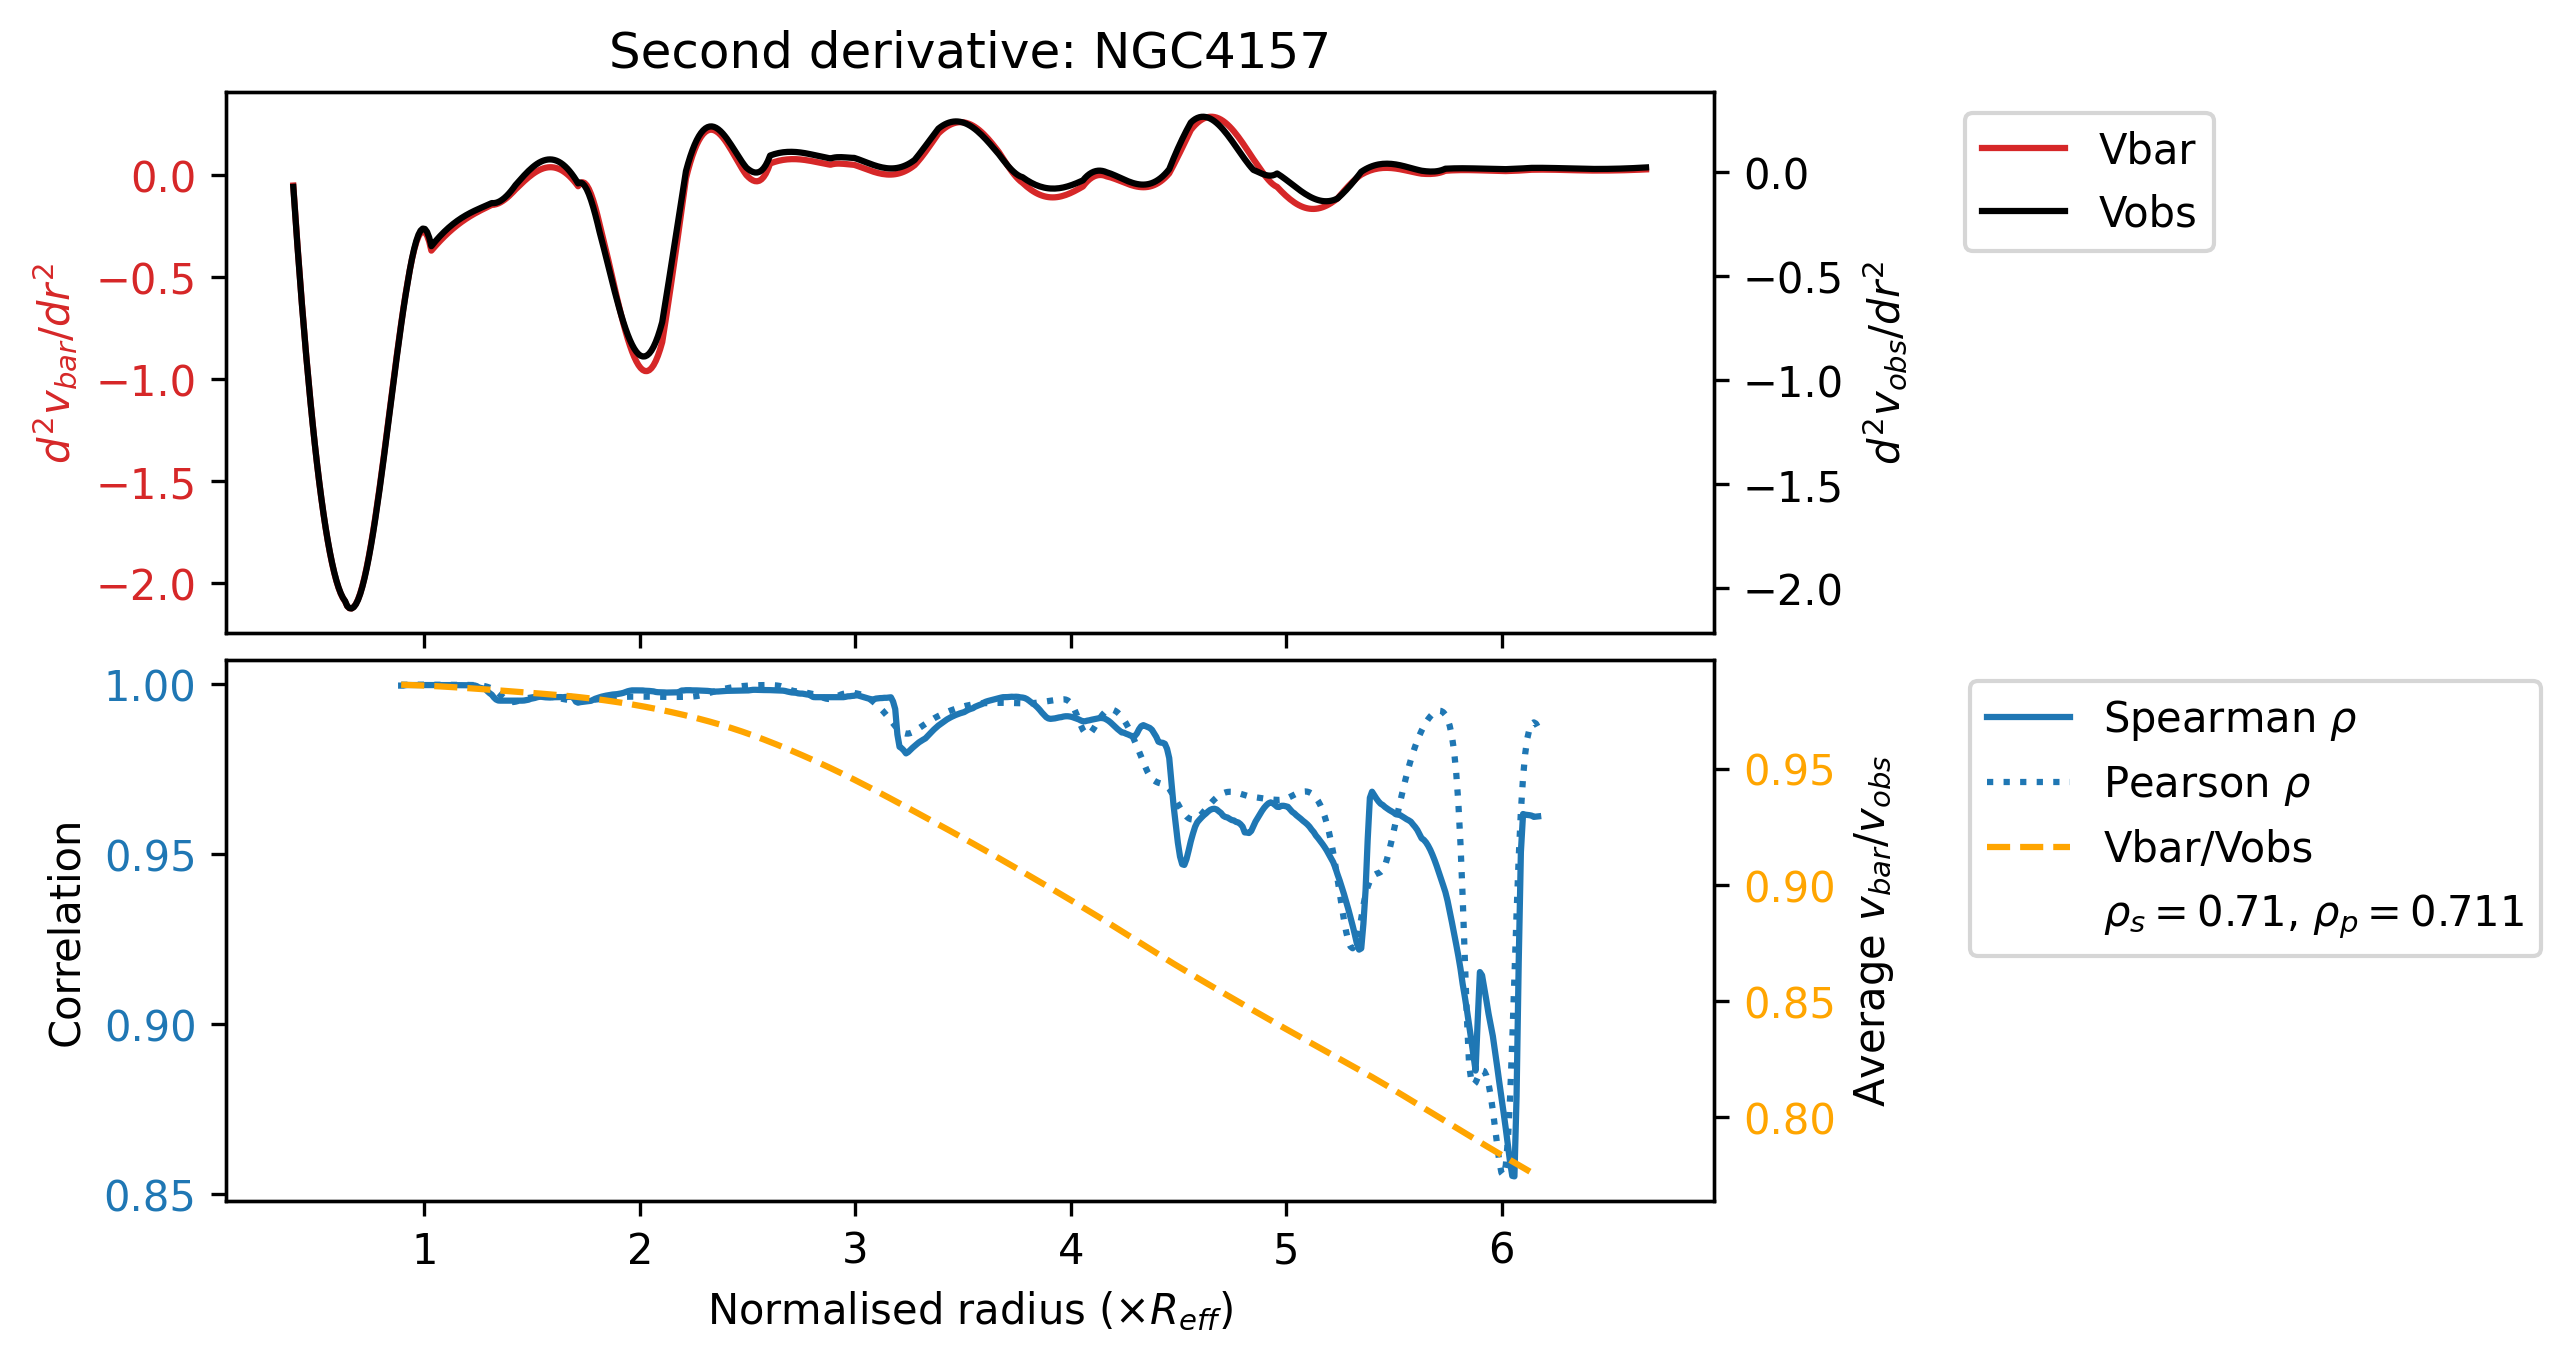 Second derivative: NGC4157
0.0
−0.5
−1.0
−1.5
−2.0
d²v_bar/dr²
0.0
−0.5
−1.0
−1.5
−2.0
d²v_obs/dr²
Vbar
Vobs
1.00
0.95
0.90
0.85
Correlation
0.95
0.90
0.85
0.80
Average v_bar/v_obs
Spearman ρ
Pearson ρ
Vbar/Vobs
ρ_s = 0.71, ρ_p = 0.711
1 2 3 4 5 6
Normalised radius (×R_eff)